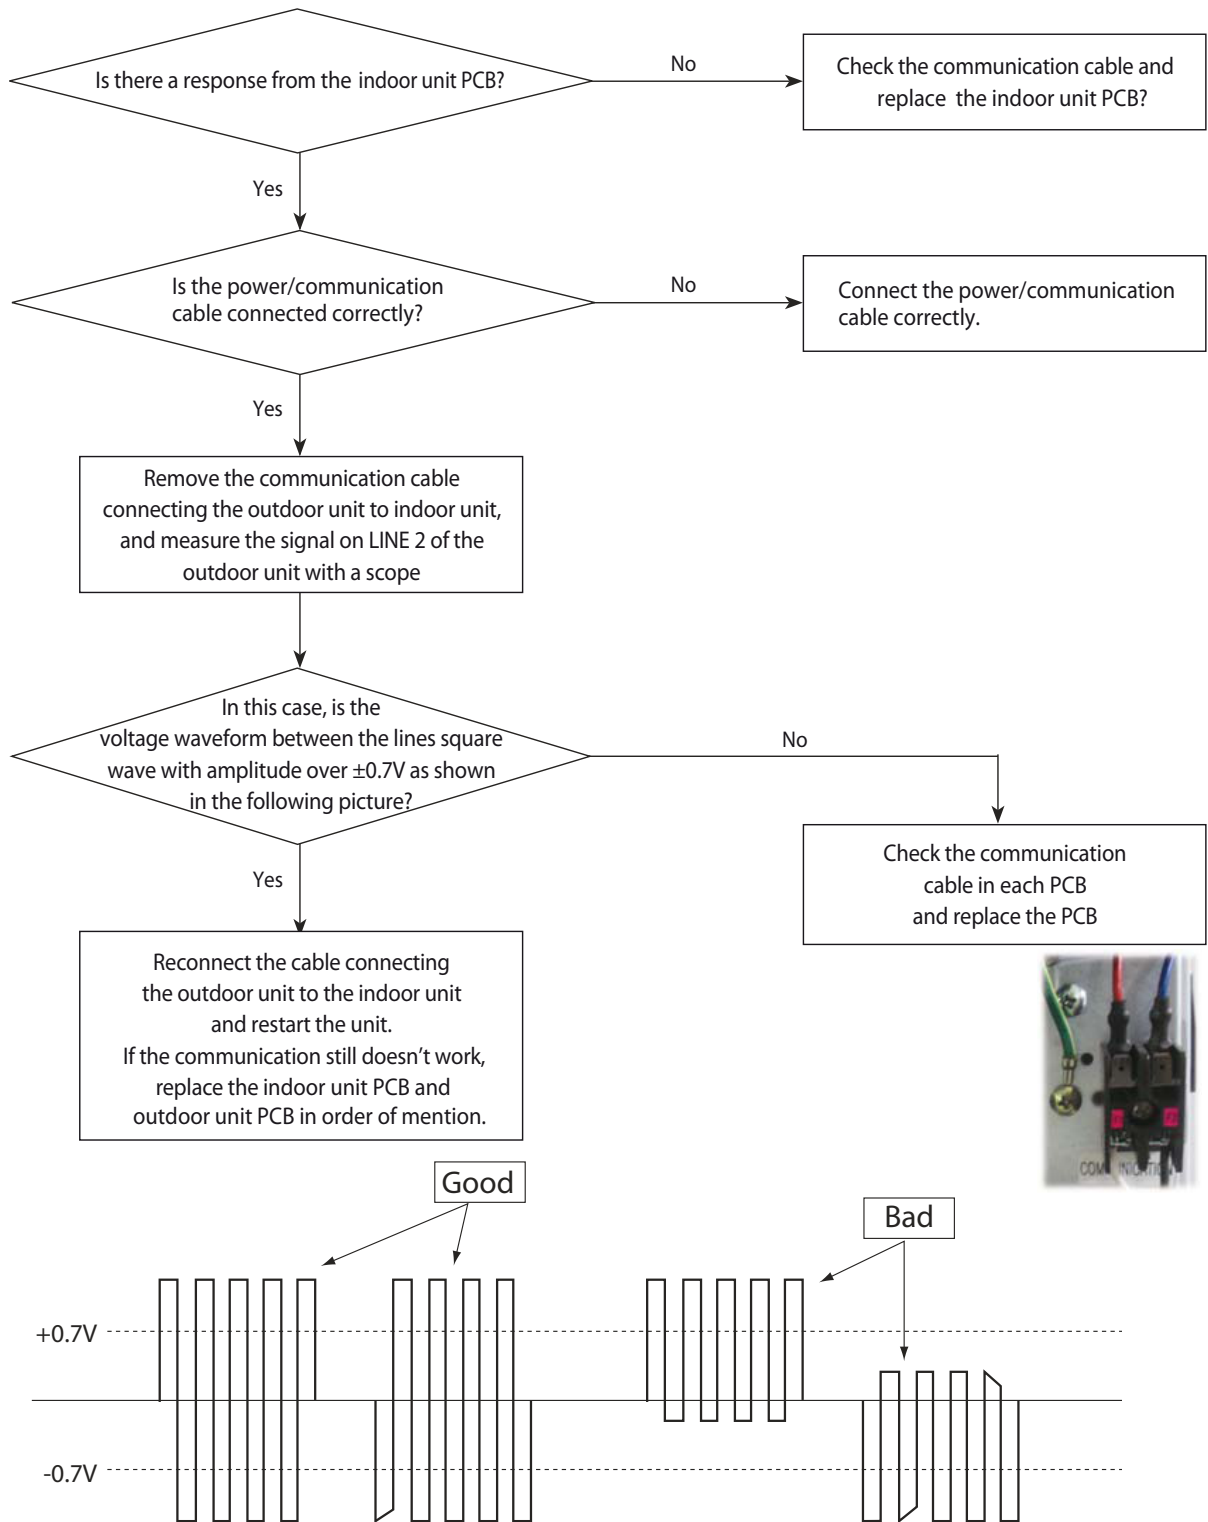 Is there a response from the indoor unit PCB?
No
Check the communication cable and
replace the indoor unit PCB?
Yes
Is the power/communication
cable connected correctly?
No
Connect the power/communication
cable correctly.
Yes
Remove the communication cable
connecting the outdoor unit to indoor unit,
and measure the signal on LINE 2 of the
outdoor unit with a scope
In this case, is the
voltage waveform between the lines square
wave with amplitude over ±0.7V as shown
in the following picture?
No
Check the communication
cable in each PCB
and replace the PCB
Yes
Reconnect the cable connecting
the outdoor unit to the indoor unit
and restart the unit.
If the communication still doesn't work,
replace the indoor unit PCB and
outdoor unit PCB in order of mention.
Good
Bad
+0.7V
-0.7V